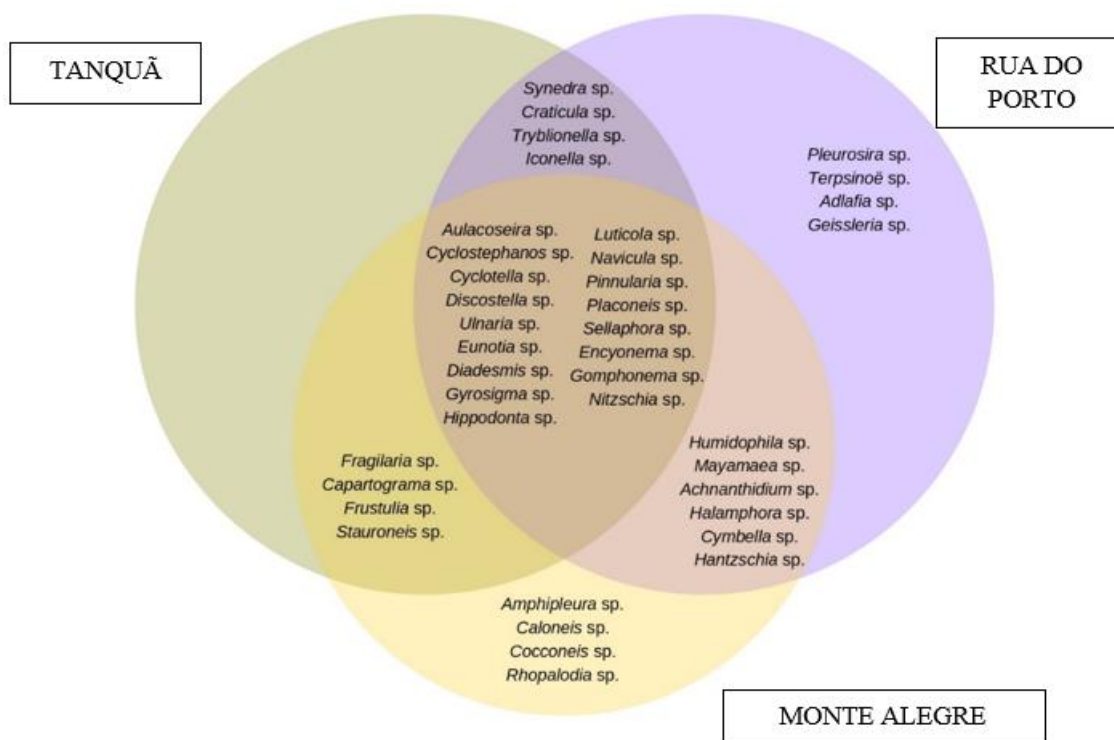 TANQUÃ
RUA DO
PORTO
Synedra sp.
Craticula sp.
Tryblionella sp.
Iconella sp.
Pleurosira sp.
Terpsinoë sp.
Adlafia sp.
Geissleria sp.
Aulacoseira sp.
Cyclostephanos sp.
Cyclotella sp.
Discostella sp.
Ulnaria sp.
Eunotia sp.
Diadesmis sp.
Gyrosigma sp.
Hippodonta sp.
Luticola sp.
Navicula sp.
Pinnularia sp.
Placoneis sp.
Sellaphora sp.
Encyonema sp.
Gomphonema sp.
Nitzschia sp.
Fragilaria sp.
Capartograma sp.
Frustulia sp.
Stauroneis sp.
Humidophila sp.
Mayamaea sp.
Achnanthidium sp.
Halamphora sp.
Cymbella sp.
Hantzschia sp.
Amphipleura sp.
Caloneis sp.
Cocconeis sp.
Rhopalodia sp.
MONTE ALEGRE